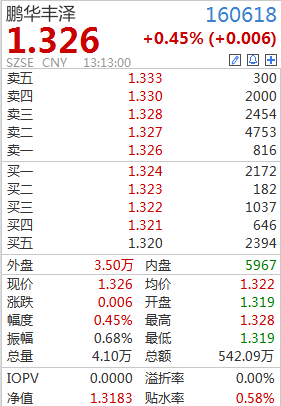 鹏华丰泽 160618
1.326 +0.45% (+0.006)
SZSE CNY 13:13:00
卖五 1.333 300
卖四 1.330 2000
卖三 1.328 2454
卖二 1.327 4753
卖一 1.326 816
买一 1.324 2172
买二 1.323 182
买三 1.322 1037
买四 1.321 646
买五 1.320 2394
外盘 3.50万 内盘 5967
现价 1.326 均价 1.322
涨跌 0.006 开盘 1.319
幅度 0.45% 最高 1.328
振幅 0.68% 最低 1.319
总量 4.10万 总额 542.09万
IOPV 0.0000 溢折率 0.00%
净值 1.3183 贴水率 0.58%